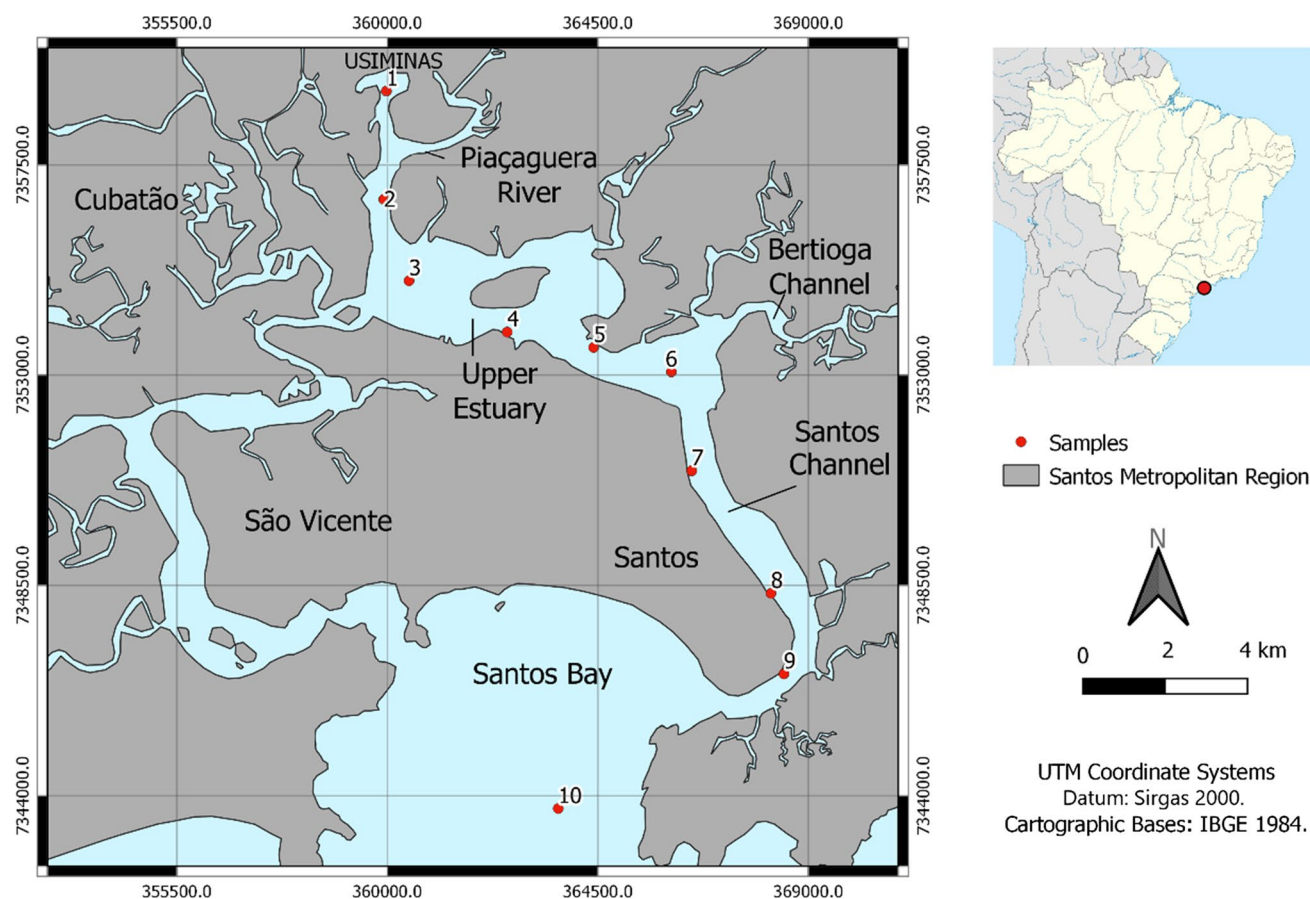 355500.0
360000.0
364500.0
369000.0
USIMINAS
1
Piaçaguera
River
Cubatão
2
3
Bertioga
Channel
4
5
6
Upper
Estuary
7
Santos
Channel
São Vicente
Santos
8
9
Santos Bay
10
7357500.0
7353000.0
7348500.0
7344000.0
7357500.0
7353000.0
7348500.0
7344000.0
355500.0
360000.0
364500.0
369000.0
Samples
Santos Metropolitan Region
N
0 2 4 km
UTM Coordinate Systems
Datum: Sirgas 2000.
Cartographic Bases: IBGE 1984.